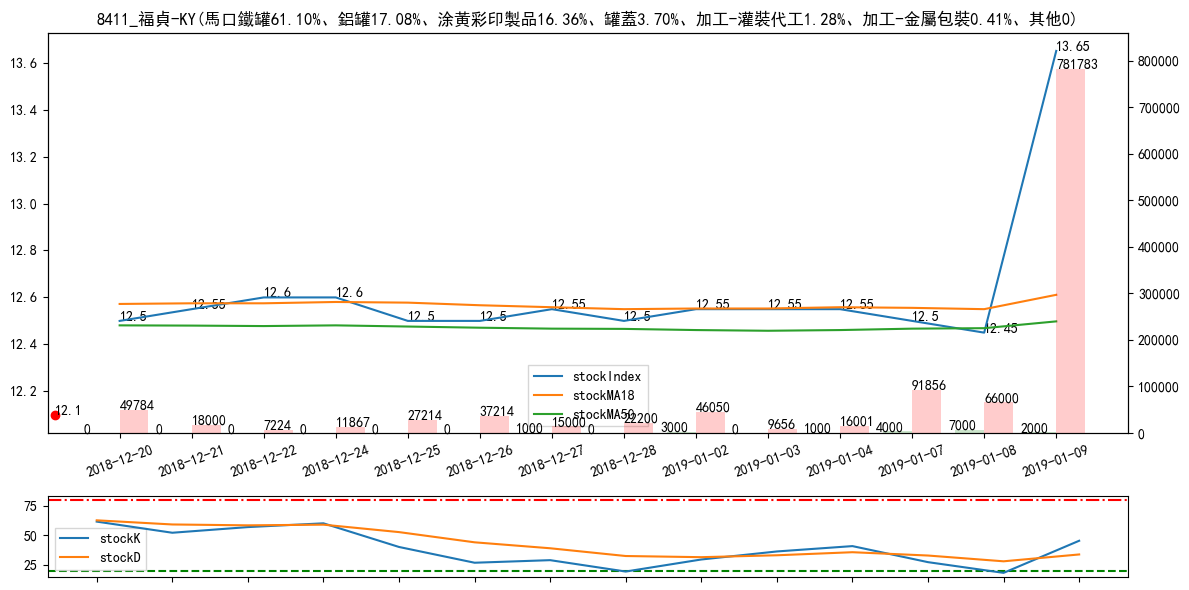 8411_福貞-KY(馬口鐵罐61.10%、鋁罐17.08%、涂黃彩印製品16.36%、罐蓋3.70%、加工-灌裝代工1.28%、加工-金屬包裝0.41%、其他0)
13.6
13.4
13.2
13.0
12.8
12.6
12.4
12.2
800000
700000
600000
500000
400000
300000
200000
100000
0
12.5 12.55 12.6 12.6 12.5 12.5 12.55 12.5 12.55 12.55 12.55 12.5 12.45 13.65
12.1
stockIndex
stockMA18
stockMA50
0 49784 0 18000 0 7224 0 11867 0 27214 0 37214 1000 15000 0 22200 3000 46050 0 9656 1000 16001 4000 91856 7000 66000 2000 781783
2018-12-20 2018-12-21 2018-12-22 2018-12-24 2018-12-25 2018-12-26 2018-12-27 2018-12-28 2019-01-02 2019-01-03 2019-01-04 2019-01-07 2019-01-08 2019-01-09
75
50
25
stockK
stockD